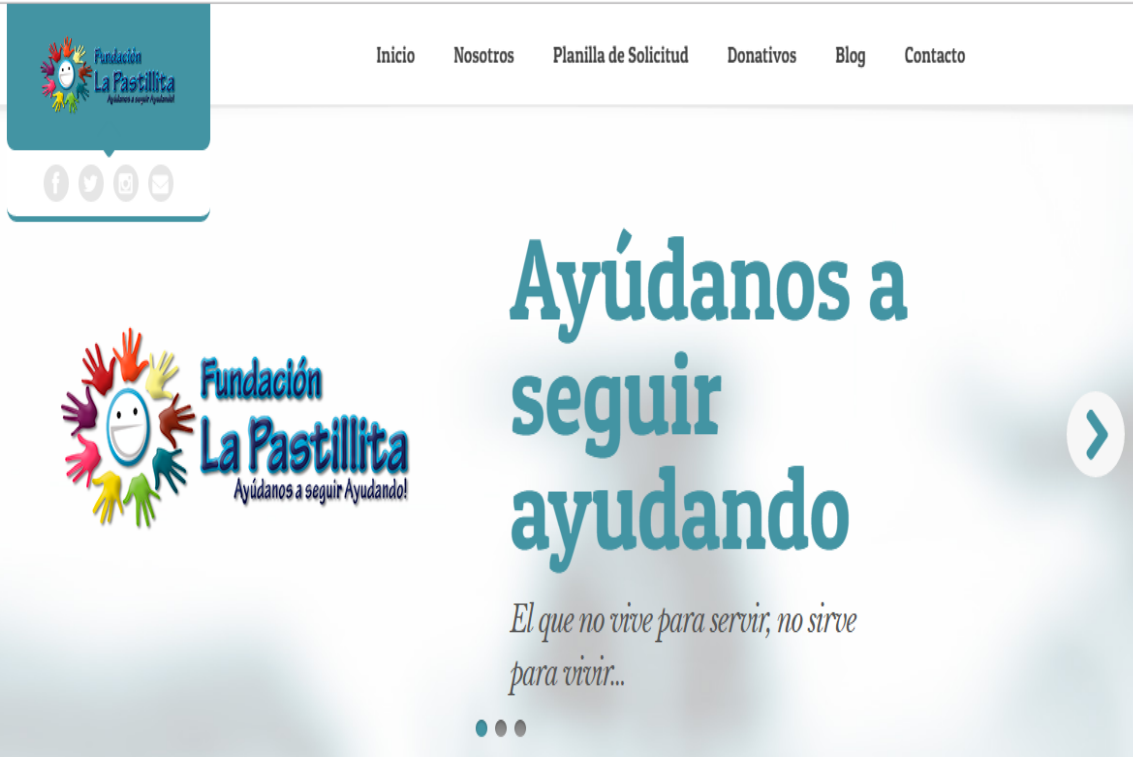 Fundación
La Pastillita
Ayúdanos a seguir Ayudando!
Inicio Nosotros Planilla de Solicitud Donativos Blog Contacto
Ayúdanos a
seguir
ayudando
Fundación
La Pastillita
Ayúdanos a seguir Ayudando!
El que no vive para servir, no sirve
para vivir...